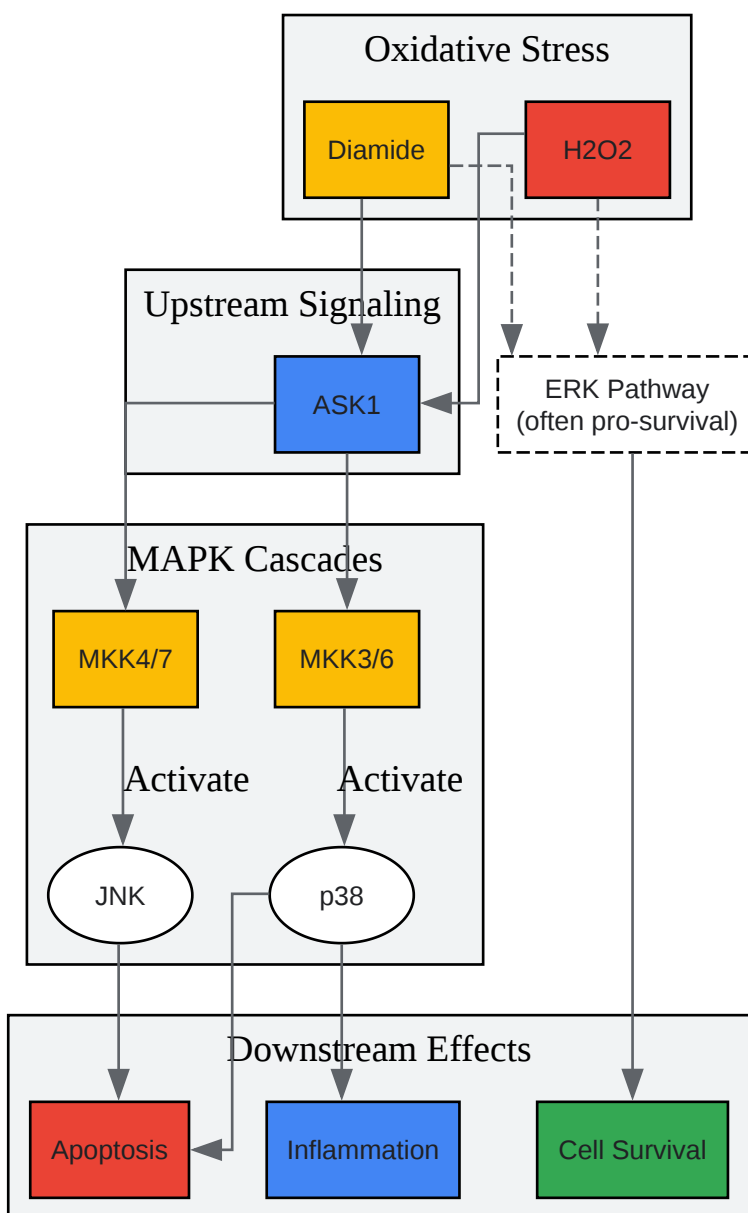 Oxidative Stress
Diamide
H2O2
Upstream Signaling
ASK1
ERK Pathway
(often pro-survival)
MAPK Cascades
MKK4/7
MKK3/6
Activate
Activate
JNK
p38
Downstream Effects
Apoptosis
Inflammation
Cell Survival